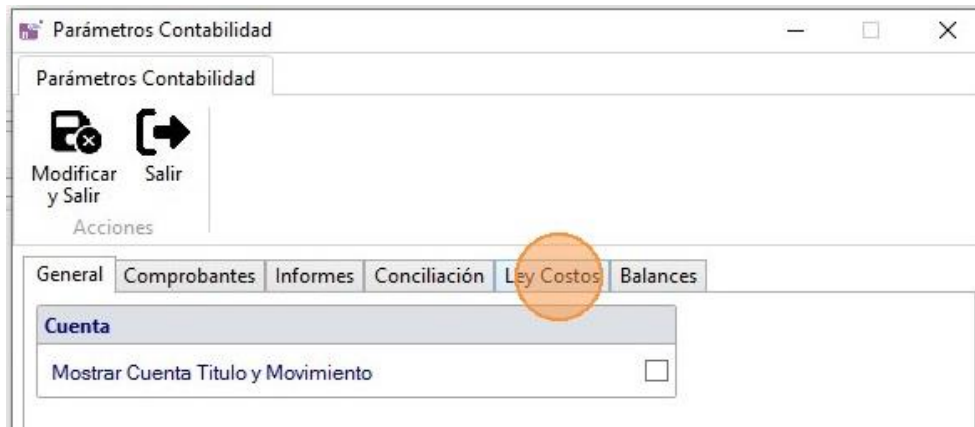 Parámetros Contabilidad
Parámetros Contabilidad
Modificar y Salir
Salir
Acciones
General Comprobantes Informes Conciliación Ley Costos Balances
Cuenta
Mostrar Cuenta Titulo y Movimiento